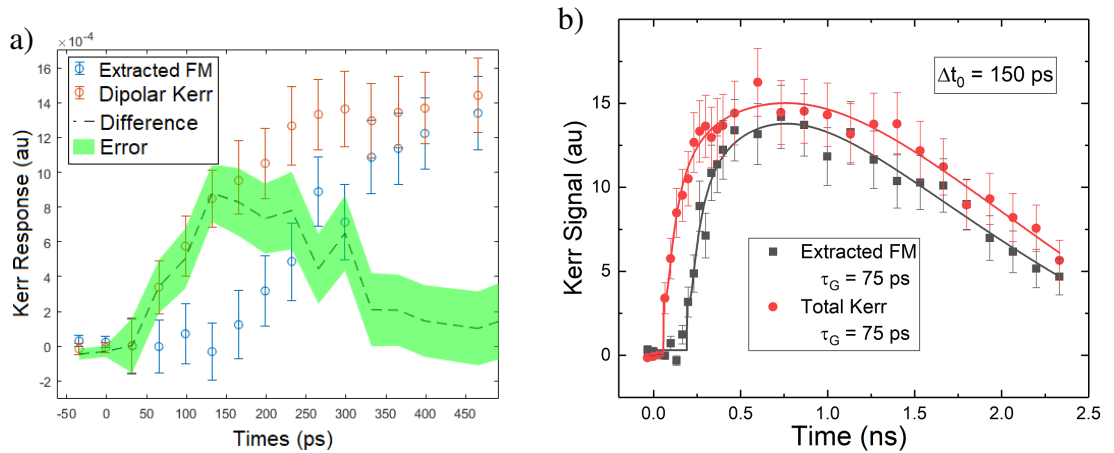 a)
×10⁻⁴
16
14
12
10
8
6
4
2
0
-2
Kerr Response (au)
Extracted FM
Dipolar Kerr
Difference
Error
-50 0 50 100 150 200 250 300 350 400 450
Times (ps)
b)
20
15
10
5
0
Kerr Signal (au)
Δt₀ = 150 ps
Extracted FM
τ_G = 75 ps
Total Kerr
τ_G = 75 ps
0.0 0.5 1.0 1.5 2.0 2.5
Time (ns)